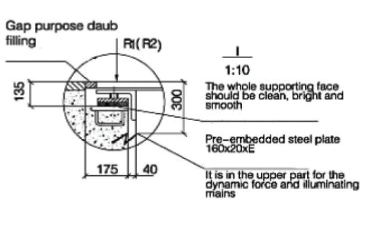 Gap purpose daub
filling
R1(R2)
I
1:10
135
The whole supporting face
should be clean, bright and
smooth
300
Pre-embedded steel plate
160x20xE
175
40
It is in the upper part for the
dynamic force and illuminating
mains